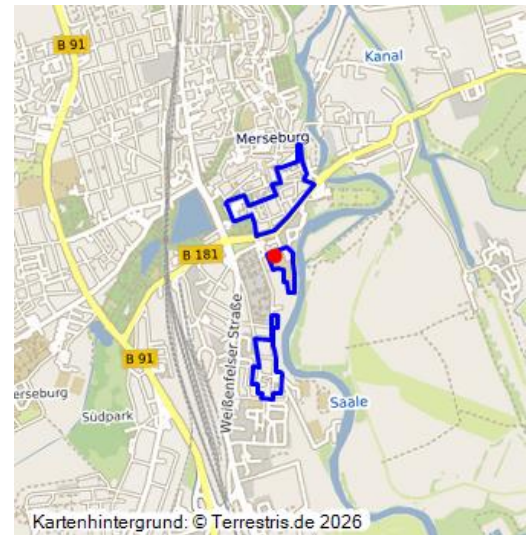 B 91
Kanal
Merseburg
B 181
Weißenfelser Straße
B 91
Saale
erseburg
Südpark
Kartenhintergrund: © Terrestris.de 2026